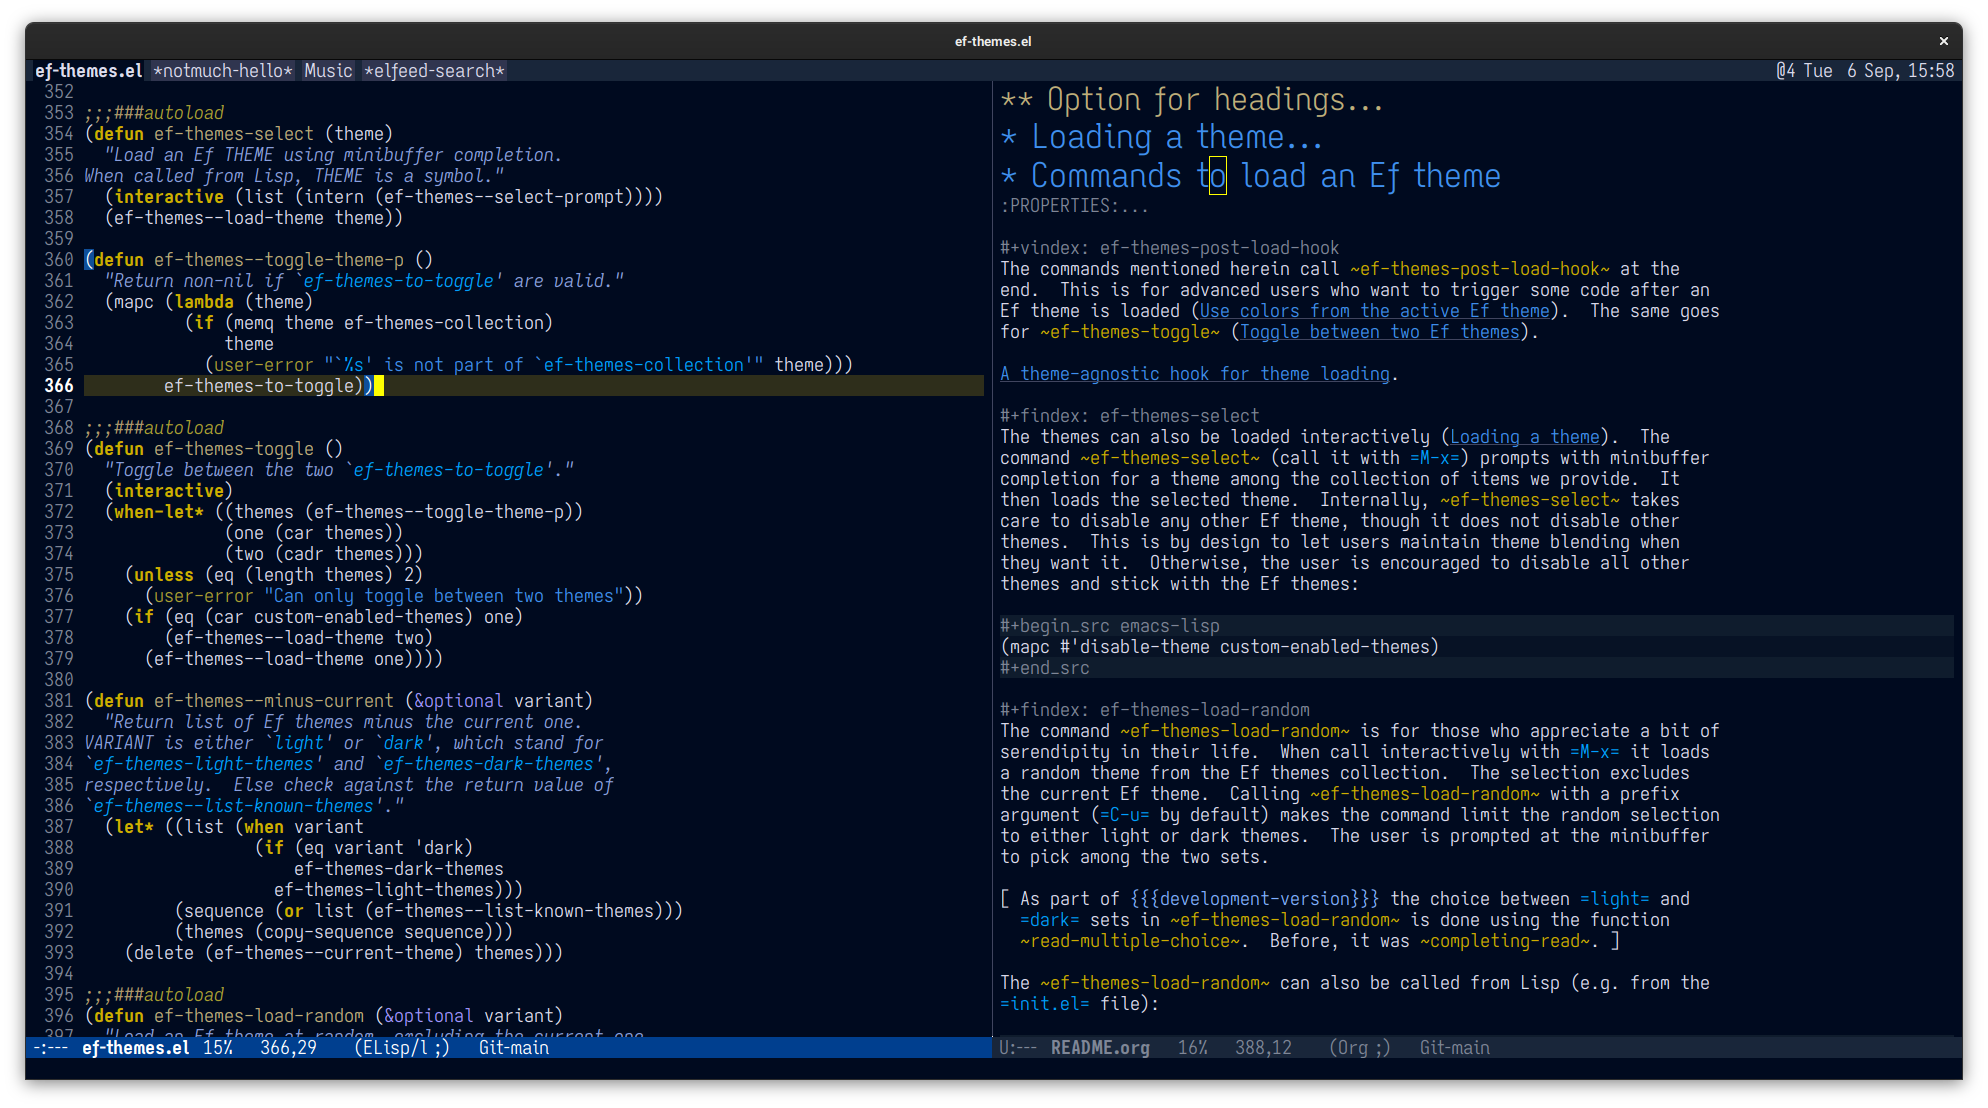 ef-themes.el
ef-themes.el *notmuch-hello* Music *elfeed-search* @4 Tue 6 Sep, 15:58
352
353 ;;;###autoload
354 (defun ef-themes-select (theme)
355   "Load an Ef THEME using minibuffer completion.
356 When called from Lisp, THEME is a symbol."
357   (interactive (list (intern (ef-themes--select-prompt))))
358   (ef-themes--load-theme theme))
359
360 (defun ef-themes--toggle-theme-p ()
361   "Return non-nil if `ef-themes-to-toggle' are valid."
362   (mapc (lambda (theme)
363           (if (memq theme ef-themes-collection)
364               theme
365             (user-error "`%s' is not part of `ef-themes-collection'" theme)))
366         ef-themes-to-toggle))
367
368 ;;;###autoload
369 (defun ef-themes-toggle ()
370   "Toggle between the two `ef-themes-to-toggle'."
371   (interactive)
372   (when-let* ((themes (ef-themes--toggle-theme-p))
373               (one (car themes))
374               (two (cadr themes)))
375     (unless (eq (length themes) 2)
376       (user-error "Can only toggle between two themes"))
377     (if (eq (car custom-enabled-themes) one)
378         (ef-themes--load-theme two)
379       (ef-themes--load-theme one))))
380
381 (defun ef-themes--minus-current (&optional variant)
382   "Return list of Ef themes minus the current one.
383 VARIANT is either `light' or `dark', which stand for
384 `ef-themes-light-themes' and `ef-themes-dark-themes',
385 respectively.  Else check against the return value of
386 `ef-themes--list-known-themes'."
387   (let* ((list (when variant
388                  (if (eq variant 'dark)
389                      ef-themes-dark-themes
390                    ef-themes-light-themes)))
391          (sequence (or list (ef-themes--list-known-themes)))
392          (themes (copy-sequence sequence)))
393     (delete (ef-themes--current-theme) themes)))
394
395 ;;;###autoload
396 (defun ef-themes-load-random (&optional variant)
397   "Load an Ef theme at random, excluding the current one.
-:--- ef-themes.el 15% 366,29 (ELisp/l ;) Git-main
** Option for headings...
* Loading a theme...
* Commands to load an Ef theme
:PROPERTIES:...
#+vindex: ef-themes-post-load-hook
The commands mentioned herein call ~ef-themes-post-load-hook~ at the
end.  This is for advanced users who want to trigger some code after an
Ef theme is loaded (Use colors from the active Ef theme).  The same goes
for ~ef-themes-toggle~ (Toggle between two Ef themes).
A theme-agnostic hook for theme loading.
#+findex: ef-themes-select
The themes can also be loaded interactively (Loading a theme).  The
command ~ef-themes-select~ (call it with =M-x=) prompts with minibuffer
completion for a theme among the collection of items we provide.  It
then loads the selected theme.  Internally, ~ef-themes-select~ takes
care to disable any other Ef theme, though it does not disable other
themes.  This is by design to let users maintain theme blending when
they want it.  Otherwise, the user is encouraged to disable all other
themes and stick with the Ef themes:
#+begin_src emacs-lisp
(mapc #'disable-theme custom-enabled-themes)
#+end_src
#+findex: ef-themes-load-random
The command ~ef-themes-load-random~ is for those who appreciate a bit of
serendipity in their life.  When call interactively with =M-x= it loads
a random theme from the Ef themes collection.  The selection excludes
the current Ef theme.  Calling ~ef-themes-load-random~ with a prefix
argument (=C-u= by default) makes the command limit the random selection
to either light or dark themes.  The user is prompted at the minibuffer
to pick among the two sets.
[ As part of {{{development-version}}} the choice between =light= and
  =dark= sets in ~ef-themes-load-random~ is done using the function
  ~read-multiple-choice~.  Before, it was ~completing-read~. ]
The ~ef-themes-load-random~ can also be called from Lisp (e.g. from the
=init.el= file):
U:--- README.org 16% 388,12 (Org ;) Git-main